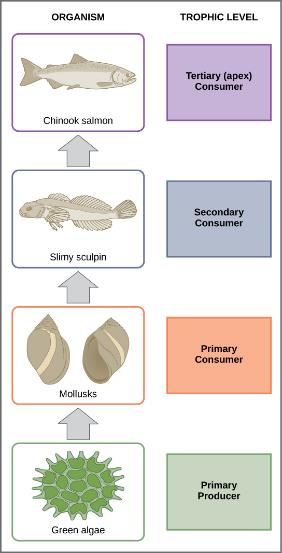 ORGANISM TROPHIC LEVEL
Chinook salmon
Tertiary (apex)
Consumer
Slimy sculpin
Secondary
Consumer
Mollusks
Primary
Consumer
Green algae
Primary
Producer